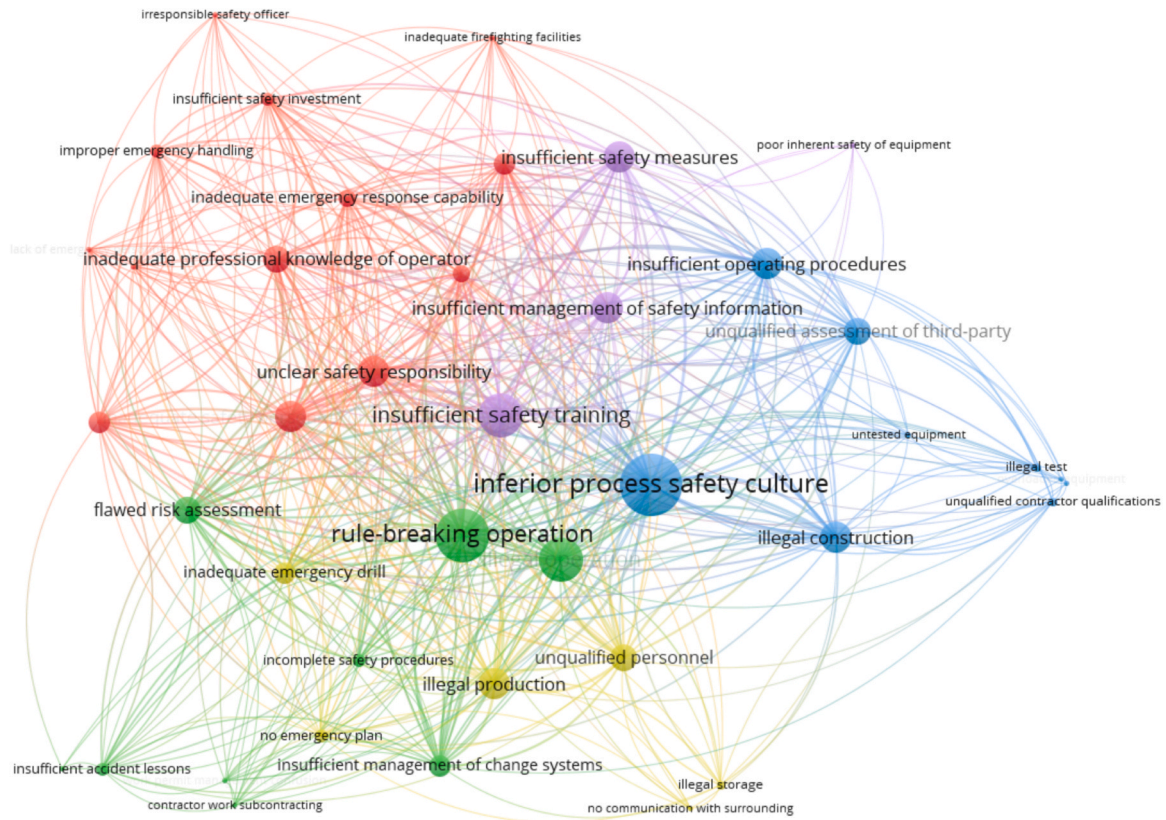 irresponsible safety officer
inadequate firefighting facilities
insufficient safety investment
improper emergency handling
insufficient safety measures
poor inherent safety of equipment
inadequate emergency response capability
lack of
inadequate professional knowledge of operator
insufficient operating procedures
insufficient management of safety information
unqualified assessment of third-party
unclear safety responsibility
insufficient safety training
untested equipment
illegal test
equipment
inferior process safety culture
unqualified contractor qualifications
flawed risk assessment
rule-breaking operation
illegal construction
inadequate emergency drill
incomplete safety procedures
unqualified personnel
illegal production
no emergency plan
insufficient accident lessons
insufficient management of change systems
illegal storage
contractor work subcontracting
no communication with surrounding